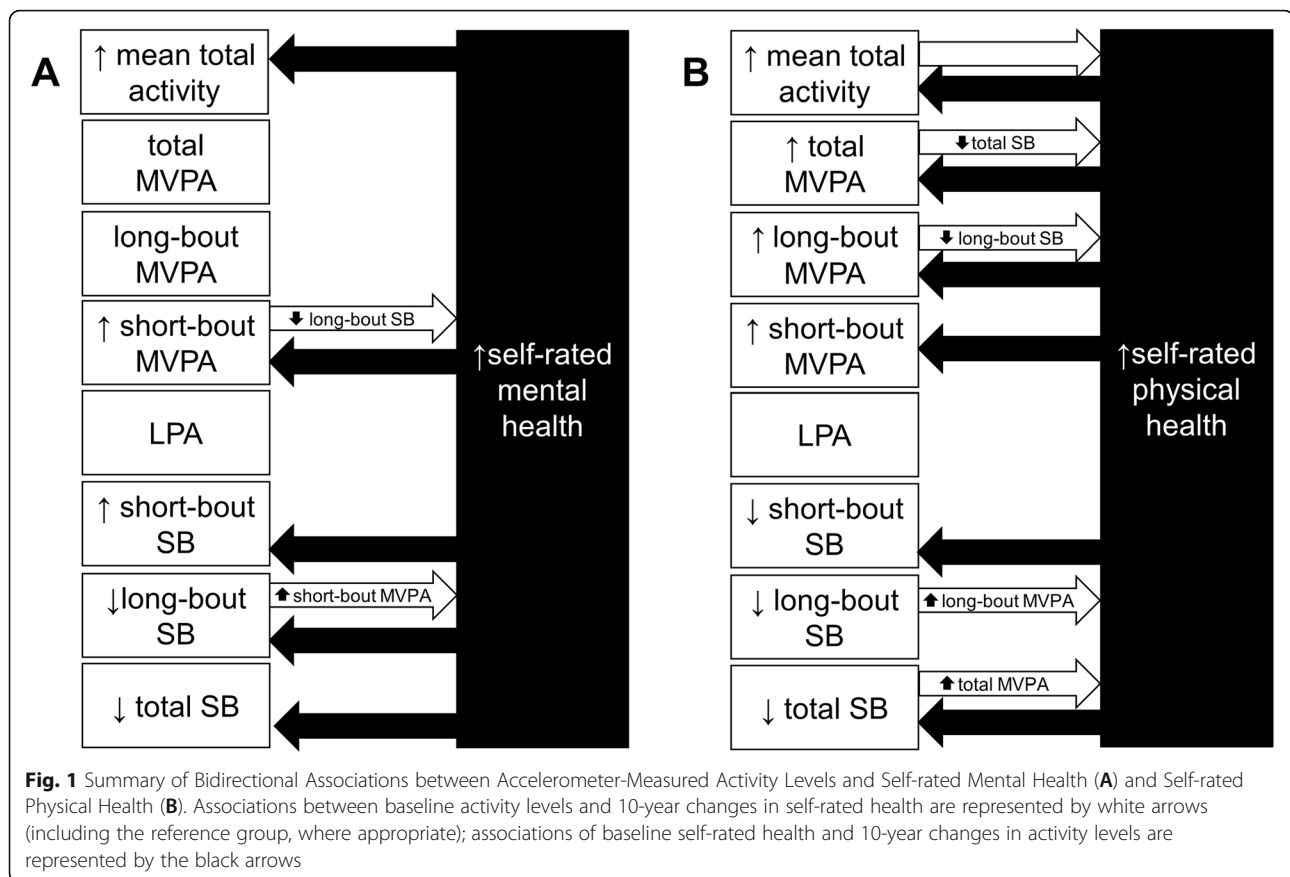 A
↑ mean total
activity
total
MVPA
long-bout
MVPA
↑ short-bout
MVPA
⬇ long-bout SB
LPA
↑ short-bout
SB
↓long-bout
SB
⬆ short-bout MVPA
↓ total SB
↑self-rated
mental
health
B
↑ mean total
activity
↑ total
MVPA
⬇ total SB
↑ long-bout
MVPA
⬇ long-bout SB
↑ short-bout
MVPA
LPA
↓ short-bout
SB
↓ long-bout
SB
⬆ long-bout MVPA
↓ total SB
⬆ total MVPA
↑self-rated
physical
health
Fig. 1 Summary of Bidirectional Associations between Accelerometer-Measured Activity Levels and Self-rated Mental Health (A) and Self-rated
Physical Health (B). Associations between baseline activity levels and 10-year changes in self-rated health are represented by white arrows
(including the reference group, where appropriate); associations of baseline self-rated health and 10-year changes in activity levels are
represented by the black arrows